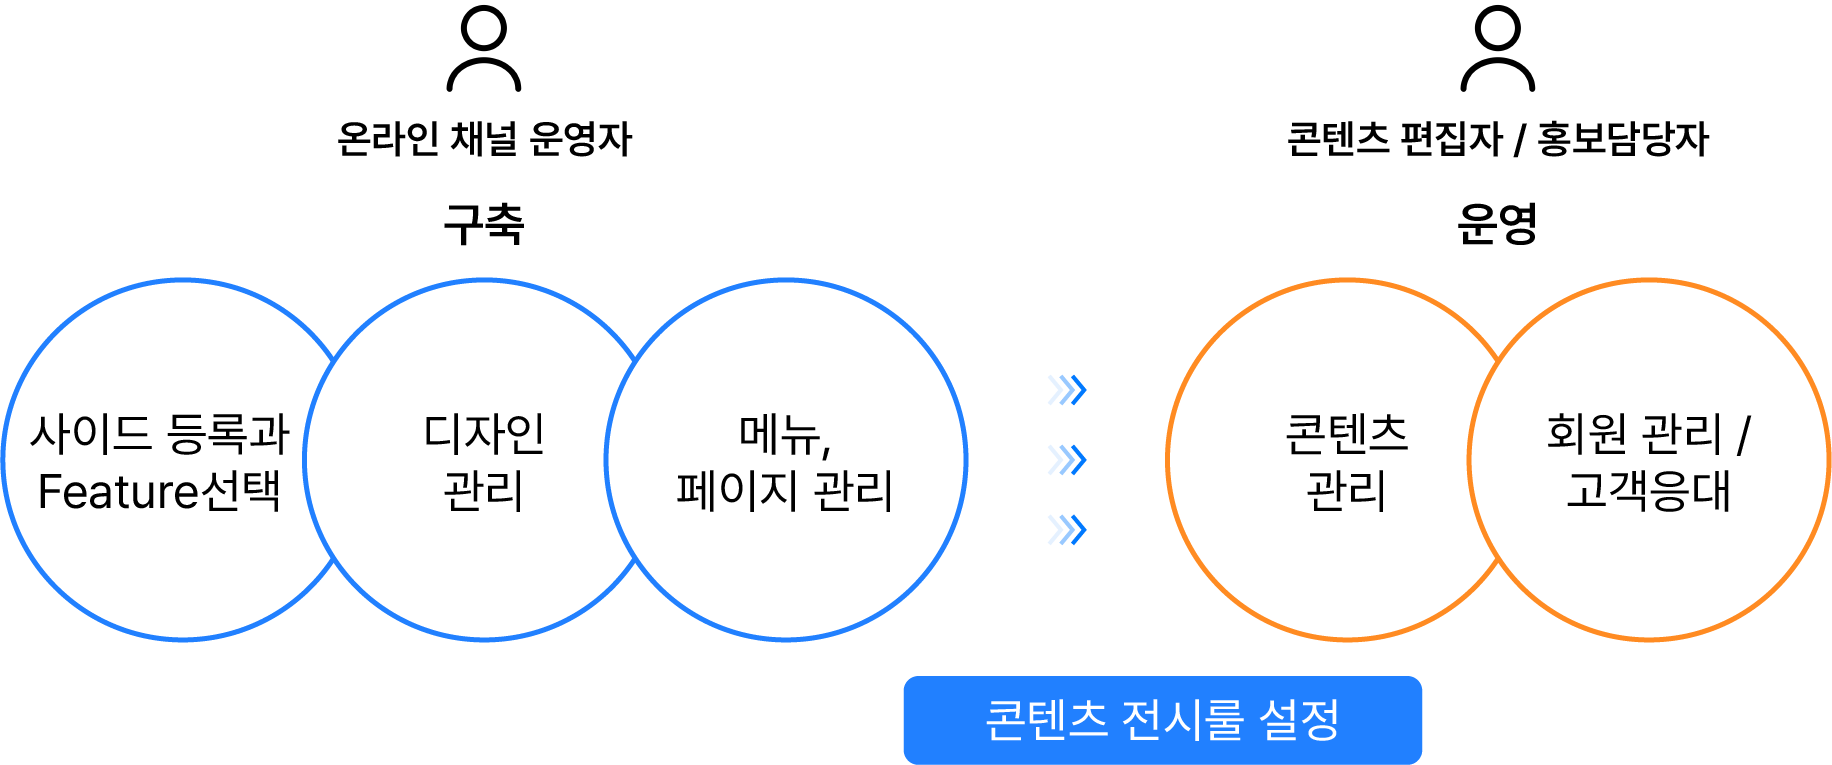 온라인 채널 운영자
구축
사이드 등록과
Feature선택
디자인
관리
메뉴,
페이지 관리
콘텐츠 편집자 / 홍보담당자
운영
콘텐츠
관리
회원 관리 /
고객응대
콘텐츠 전시룰 설정